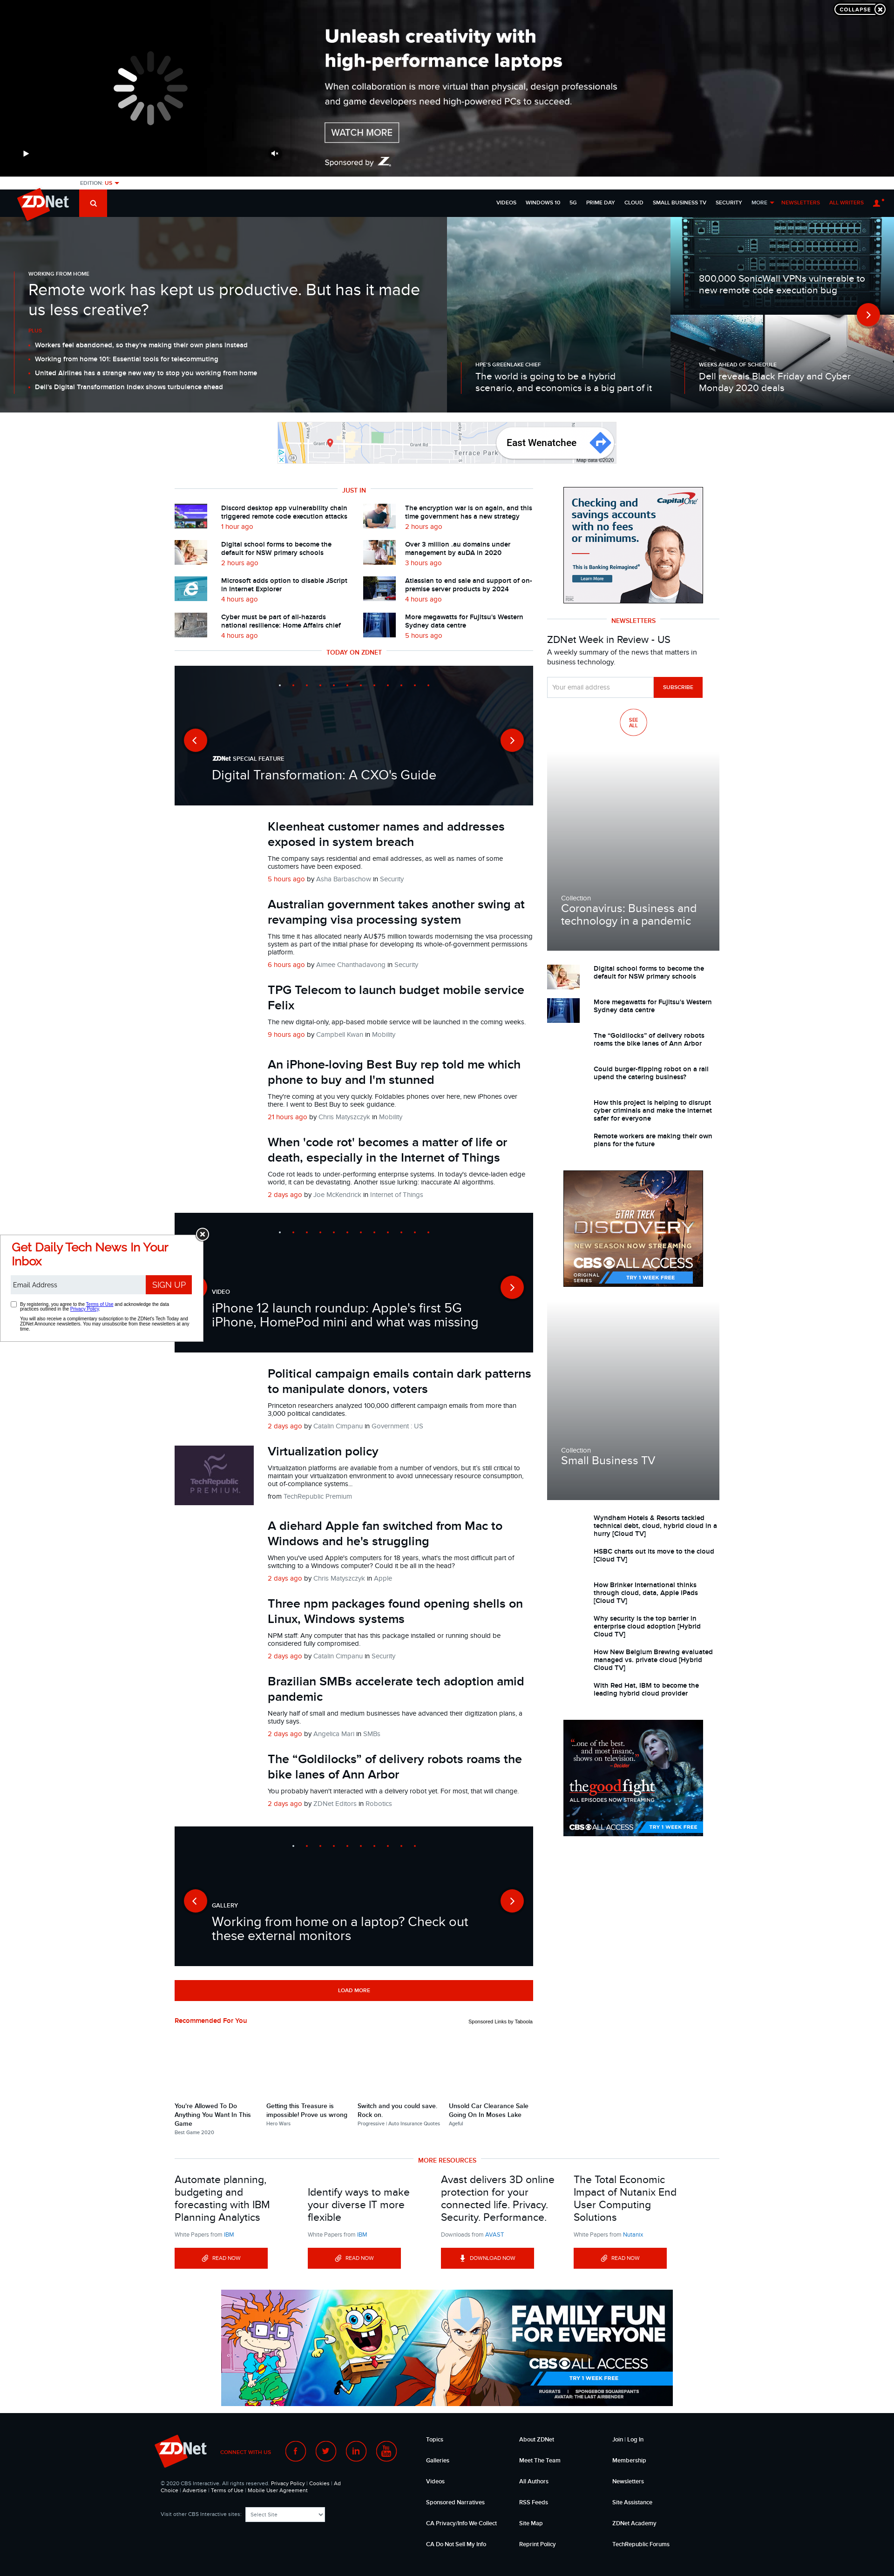 COLLAPSE
Unleash creativity with
high-performance laptops
When collaboration is more virtual than physical, design professionals
and game developers need high-powered PCs to succeed.
WATCH MORE
Sponsored by
EDITION: US
ZDNet
VIDEOS WINDOWS 10 5G PRIME DAY CLOUD SMALL BUSINESS TV SECURITY MORE NEWSLETTERS ALL WRITERS
WORKING FROM HOME
Remote work has kept us productive. But has it made
us less creative?
PLUS
Workers feel abandoned, so they're making their own plans instead
Working from home 101: Essential tools for telecommuting
United Airlines has a strange new way to stop you working from home
Dell's Digital Transformation Index shows turbulence ahead
HPE'S GREENLAKE CHIEF
The world is going to be a hybrid
scenario, and economics is a big part of it
800,000 SonicWall VPNs vulnerable to
new remote code execution bug
WEEKS AHEAD OF SCHEDULE
Dell reveals Black Friday and Cyber
Monday 2020 deals
Grant Rd
Terrace Park
East Wenatchee
Map data ©2020
JUST IN
Discord desktop app vulnerability chain
triggered remote code execution attacks
1 hour ago
The encryption war is on again, and this
time government has a new strategy
2 hours ago
Digital school forms to become the
default for NSW primary schools
2 hours ago
Over 3 million .au domains under
management by auDA in 2020
3 hours ago
Microsoft adds option to disable JScript
in Internet Explorer
4 hours ago
Atlassian to end sale and support of on-
premise server products by 2024
4 hours ago
Cyber must be part of all-hazards
national resilience: Home Affairs chief
4 hours ago
More megawatts for Fujitsu's Western
Sydney data centre
5 hours ago
Capital One
Checking and
savings accounts
with no fees
or minimums.
This is Banking Reimagined®
Learn More
NEWSLETTERS
ZDNet Week in Review - US
A weekly summary of the news that matters in
business technology.
Your email address
SUBSCRIBE
SEE
ALL
TODAY ON ZDNET
ZDNet SPECIAL FEATURE
Digital Transformation: A CXO's Guide
Kleenheat customer names and addresses
exposed in system breach
The company says residential and email addresses, as well as names of some
customers have been exposed.
5 hours ago by Asha Barbaschow in Security
Australian government takes another swing at
revamping visa processing system
This time it has allocated nearly AU$75 million towards modernising the visa processing
system as part of the initial phase for developing its whole-of-government permissions
platform.
6 hours ago by Aimee Chanthadavong in Security
TPG Telecom to launch budget mobile service
Felix
The new digital-only, app-based mobile service will be launched in the coming weeks.
9 hours ago by Campbell Kwan in Mobility
An iPhone-loving Best Buy rep told me which
phone to buy and I'm stunned
They're coming at you very quickly. Foldables phones over here, new iPhones over
there. I went to Best Buy to seek guidance.
21 hours ago by Chris Matyszczyk in Mobility
When 'code rot' becomes a matter of life or
death, especially in the Internet of Things
Code rot leads to under-performing enterprise systems. In today's device-laden edge
world, it can be devastating. Another issue lurking: inaccurate AI algorithms.
2 days ago by Joe McKendrick in Internet of Things
Collection
Coronavirus: Business and
technology in a pandemic
Digital school forms to become the
default for NSW primary schools
More megawatts for Fujitsu's Western
Sydney data centre
The “Goldilocks” of delivery robots
roams the bike lanes of Ann Arbor
Could burger-flipping robot on a rail
upend the catering business?
How this project is helping to disrupt
cyber criminals and make the internet
safer for everyone
Remote workers are making their own
plans for the future
STAR TREK
DISCOVERY
NEW SEASON NOW STREAMING
CBS ALL ACCESS
ORIGINAL
SERIES
TRY 1 WEEK FREE
Get Daily Tech News In Your
Inbox
Email Address
SIGN UP
By registering, you agree to the Terms of Use and acknowledge the data
practices outlined in the Privacy Policy.
You will also receive a complimentary subscription to the ZDNet's Tech Today and
ZDNet Announce newsletters. You may unsubscribe from these newsletters at any
time.
VIDEO
iPhone 12 launch roundup: Apple's first 5G
iPhone, HomePod mini and what was missing
Political campaign emails contain dark patterns
to manipulate donors, voters
Princeton researchers analyzed 100,000 different campaign emails from more than
3,000 political candidates.
2 days ago by Catalin Cimpanu in Government : US
TechRepublic
PREMIUM.
Virtualization policy
Virtualization platforms are available from a number of vendors, but it's still critical to
maintain your virtualization environment to avoid unnecessary resource consumption,
out of-compliance systems...
from TechRepublic Premium
A diehard Apple fan switched from Mac to
Windows and he's struggling
When you've used Apple's computers for 18 years, what's the most difficult part of
switching to a Windows computer? Could it be all in the head?
2 days ago by Chris Matyszczyk in Apple
Three npm packages found opening shells on
Linux, Windows systems
NPM staff: Any computer that has this package installed or running should be
considered fully compromised.
2 days ago by Catalin Cimpanu in Security
Brazilian SMBs accelerate tech adoption amid
pandemic
Nearly half of small and medium businesses have advanced their digitization plans, a
study says.
2 days ago by Angelica Mari in SMBs
The “Goldilocks” of delivery robots roams the
bike lanes of Ann Arbor
You probably haven't interacted with a delivery robot yet. For most, that will change.
2 days ago by ZDNet Editors in Robotics
Collection
Small Business TV
Wyndham Hotels & Resorts tackled
technical debt, cloud, hybrid cloud in a
hurry [Cloud TV]
HSBC charts out its move to the cloud
[Cloud TV]
How Brinker International thinks
through cloud, data, Apple iPads
[Cloud TV]
Why security is the top barrier in
enterprise cloud adoption [Hybrid
Cloud TV]
How New Belgium Brewing evaluated
managed vs. private cloud [Hybrid
Cloud TV]
With Red Hat, IBM to become the
leading hybrid cloud provider
“...one of the best.
and most insane,
shows on television.”
- Decider
the good fight
ALL EPISODES NOW STREAMING
CBS ALL ACCESS
TRY 1 WEEK FREE
GALLERY
Working from home on a laptop? Check out
these external monitors
LOAD MORE
Recommended For You
Sponsored Links by Taboola
You're Allowed To Do
Anything You Want In This
Game
Best Game 2020
Getting this Treasure is
impossible! Prove us wrong
Hero Wars
Switch and you could save.
Rock on.
Progressive | Auto Insurance Quotes
Unsold Car Clearance Sale
Going On In Moses Lake
Ageful
MORE RESOURCES
Automate planning,
budgeting and
forecasting with IBM
Planning Analytics
White Papers from IBM
READ NOW
Identify ways to make
your diverse IT more
flexible
White Papers from IBM
READ NOW
Avast delivers 3D online
protection for your
connected life. Privacy.
Security. Performance.
Downloads from AVAST
DOWNLOAD NOW
The Total Economic
Impact of Nutanix End
User Computing
Solutions
White Papers from Nutanix
READ NOW
FAMILY FUN
FOR EVERYONE
CBS ALL ACCESS
TRY 1 WEEK FREE
RUGRATS | SPONGEBOB SQUAREPANTS
AVATAR: THE LAST AIRBENDER
ZDNet
CONNECT WITH US
© 2020 CBS Interactive. All rights reserved. Privacy Policy | Cookies | Ad
Choice | Advertise | Terms of Use | Mobile User Agreement
Visit other CBS Interactive sites:
Select Site
Topics
Galleries
Videos
Sponsored Narratives
CA Privacy/Info We Collect
CA Do Not Sell My Info
About ZDNet
Meet The Team
All Authors
RSS Feeds
Site Map
Reprint Policy
Join | Log In
Membership
Newsletters
Site Assistance
ZDNet Academy
TechRepublic Forums